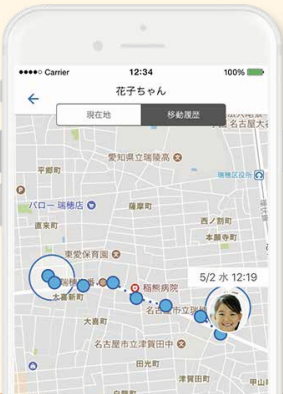 Carrier
12:34
100%
花子ちゃん
現在地
移動履歴
名古屋大
愛知県立瑞陵高
瑞穂区役所
平郷町
バロー 瑞穂店
薩摩町
直来町
西ノ割町
本願寺町
東愛保育園
5/2 水 12:19
瑞穂
番
稲熊病院
大喜新町
名古屋市立瑞
大喜町
名古屋市立津賀田中
田光町
津賀田町
甲山